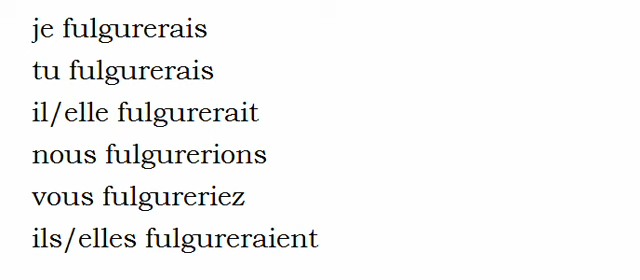 je fulgurerais
tu fulgurerais
il/elle fulgurerait
nous fulgurerions
vous fulgureriez
ils/elles fulgureraient